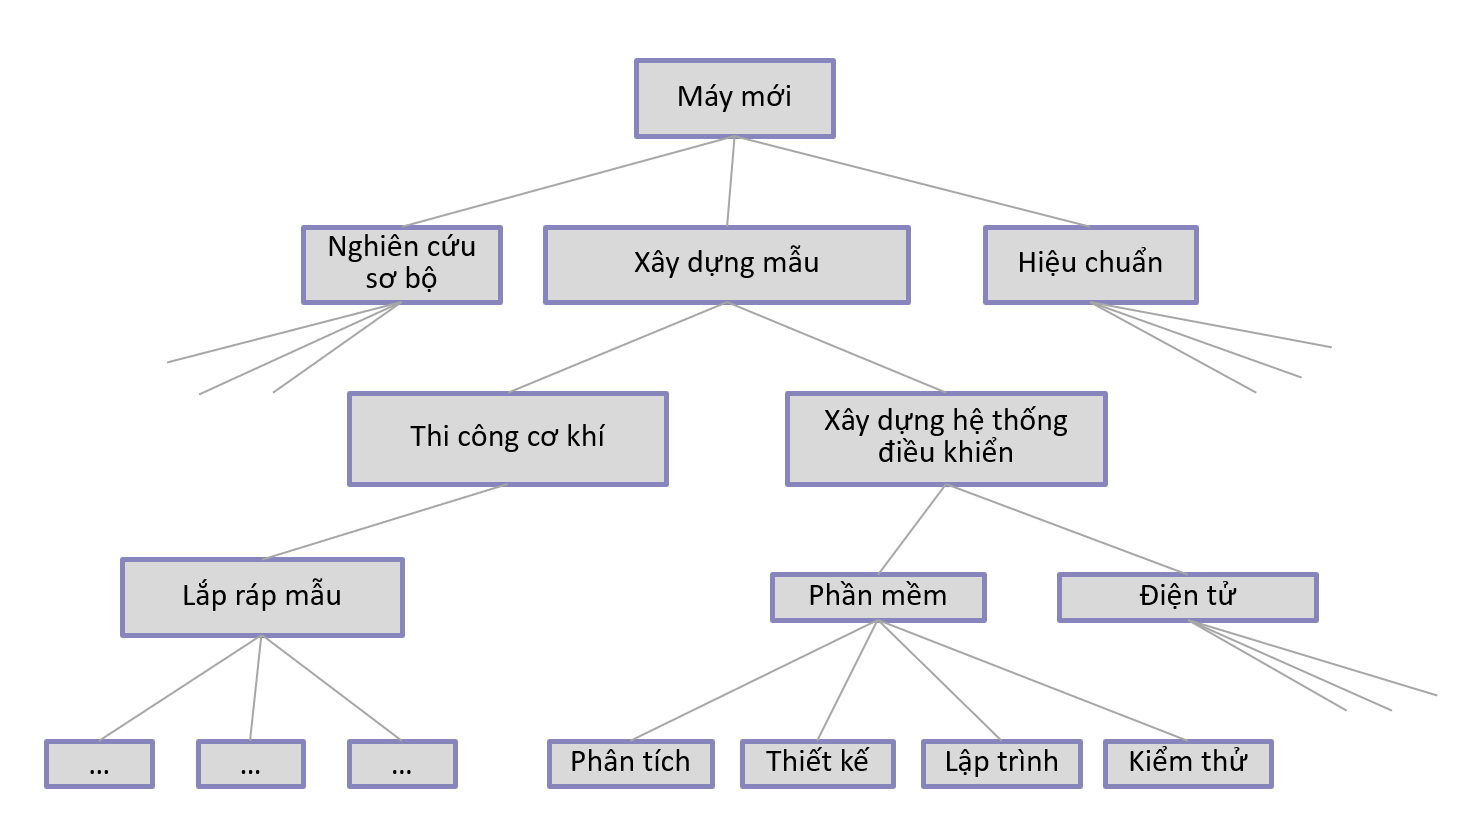 Máy mới
Nghiên cứu
sơ bộ
Xây dựng mẫu
Hiệu chuẩn
Thi công cơ khí
Xây dựng hệ thống
điều khiển
Lắp ráp mẫu
Phần mềm
Điện tử
...
...
...
Phân tích
Thiết kế
Lập trình
Kiểm thử